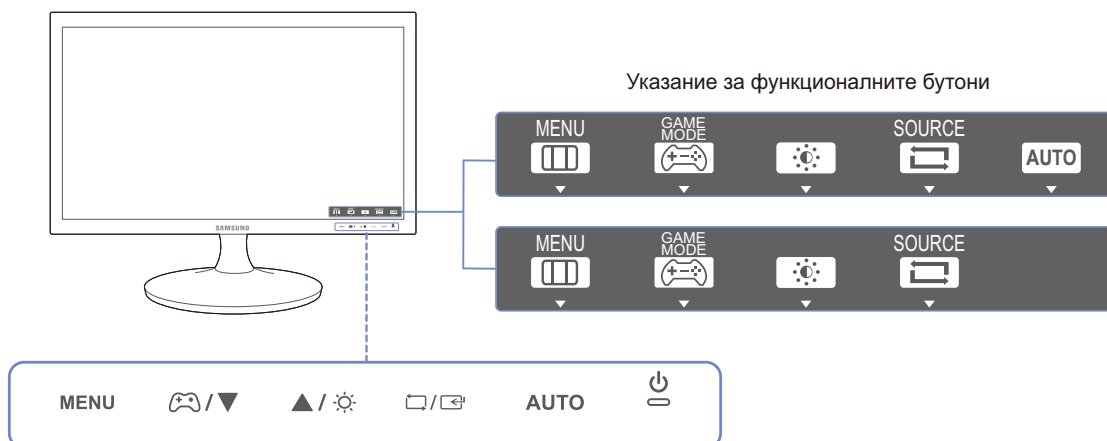 Указание за функционалните бутони
MENU
GAME
MODE
SOURCE
AUTO
MENU
GAME
MODE
SOURCE
SAMSUNG
MENU
/
/
/
AUTO